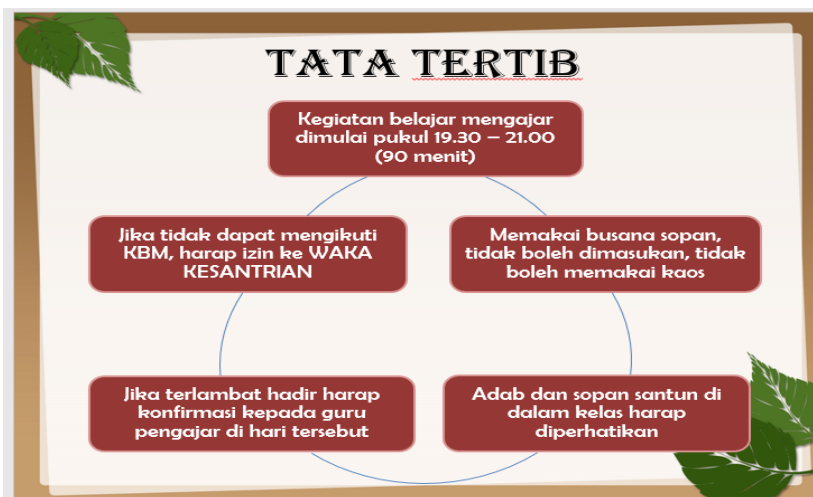 TATA TERTIB
Kegiatan belajar mengajar
dimulai pukul 19.30 – 21.00
(90 menit)
Memakai busana sopan,
tidak boleh dimasukan, tidak
boleh memakai kaos
Adab dan sopan santun di
dalam kelas harap
diperhatikan
Jika terlambat hadir harap
konfirmasi kepada guru
pengajar di hari tersebut
Jika tidak dapat mengikuti
KBM, harap izin ke WAKA
KESANTRIAN